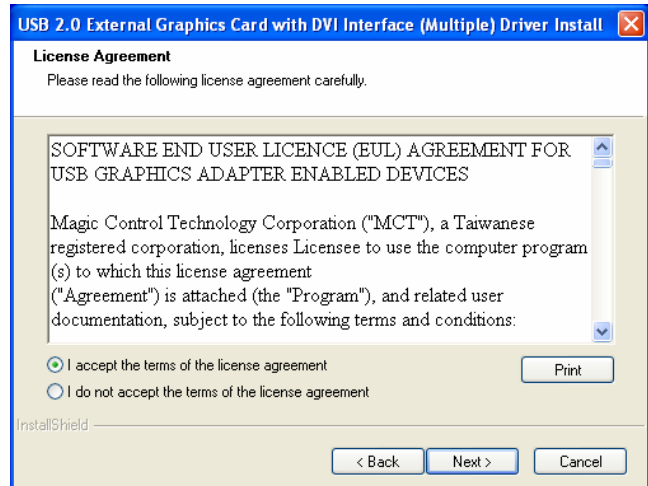 USB 2.0 External Graphics Card with DVI Interface (Multiple) Driver Install
License Agreement
Please read the following license agreement carefully.
SOFTWARE END USER LICENCE (EUL) AGREEMENT FOR
USB GRAPHICS ADAPTER ENABLED DEVICES
Magic Control Technology Corporation ("MCT"), a Taiwanese
registered corporation, licenses Licensee to use the computer program
(s) to which this license agreement
("Agreement") is attached (the "Program"), and related user
documentation, subject to the following terms and conditions:
I accept the terms of the license agreement
Print
I do not accept the terms of the license agreement
InstallShield
< Back Next > Cancel